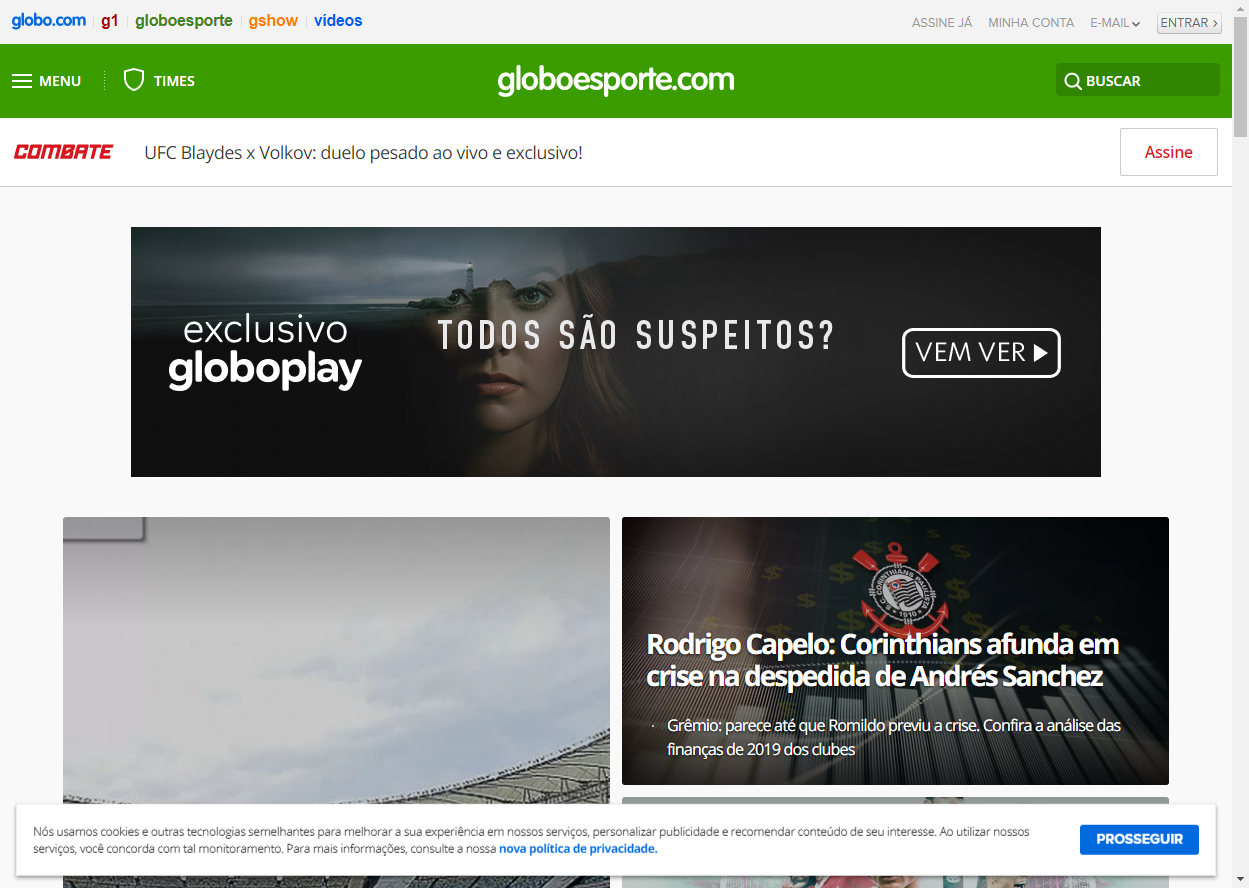 globo.com g1 globoesporte gshow vídeos ASSINE JÁ MINHA CONTA E-MAIL ENTRAR
MENU TIMES globoesporte.com BUSCAR
COMBATE UFC Blaydes x Volkov: duelo pesado ao vivo e exclusivo! Assine
exclusivo
globoplay
TODOS SÃO SUSPEITOS?
VEM VER
S.C. CORINTHIANS PAULISTA
1910
Rodrigo Capelo: Corinthians afunda em
crise na despedida de Andrés Sanchez
· Grêmio: parece até que Romildo previu a crise. Confira a análise das
finanças de 2019 dos clubes
Nós usamos cookies e outras tecnologias semelhantes para melhorar a sua experiência em nossos serviços, personalizar publicidade e recomendar conteúdo de seu interesse. Ao utilizar nossos
serviços, você concorda com tal monitoramento. Para mais informações, consulte a nossa nova política de privacidade.
PROSSEGUIR